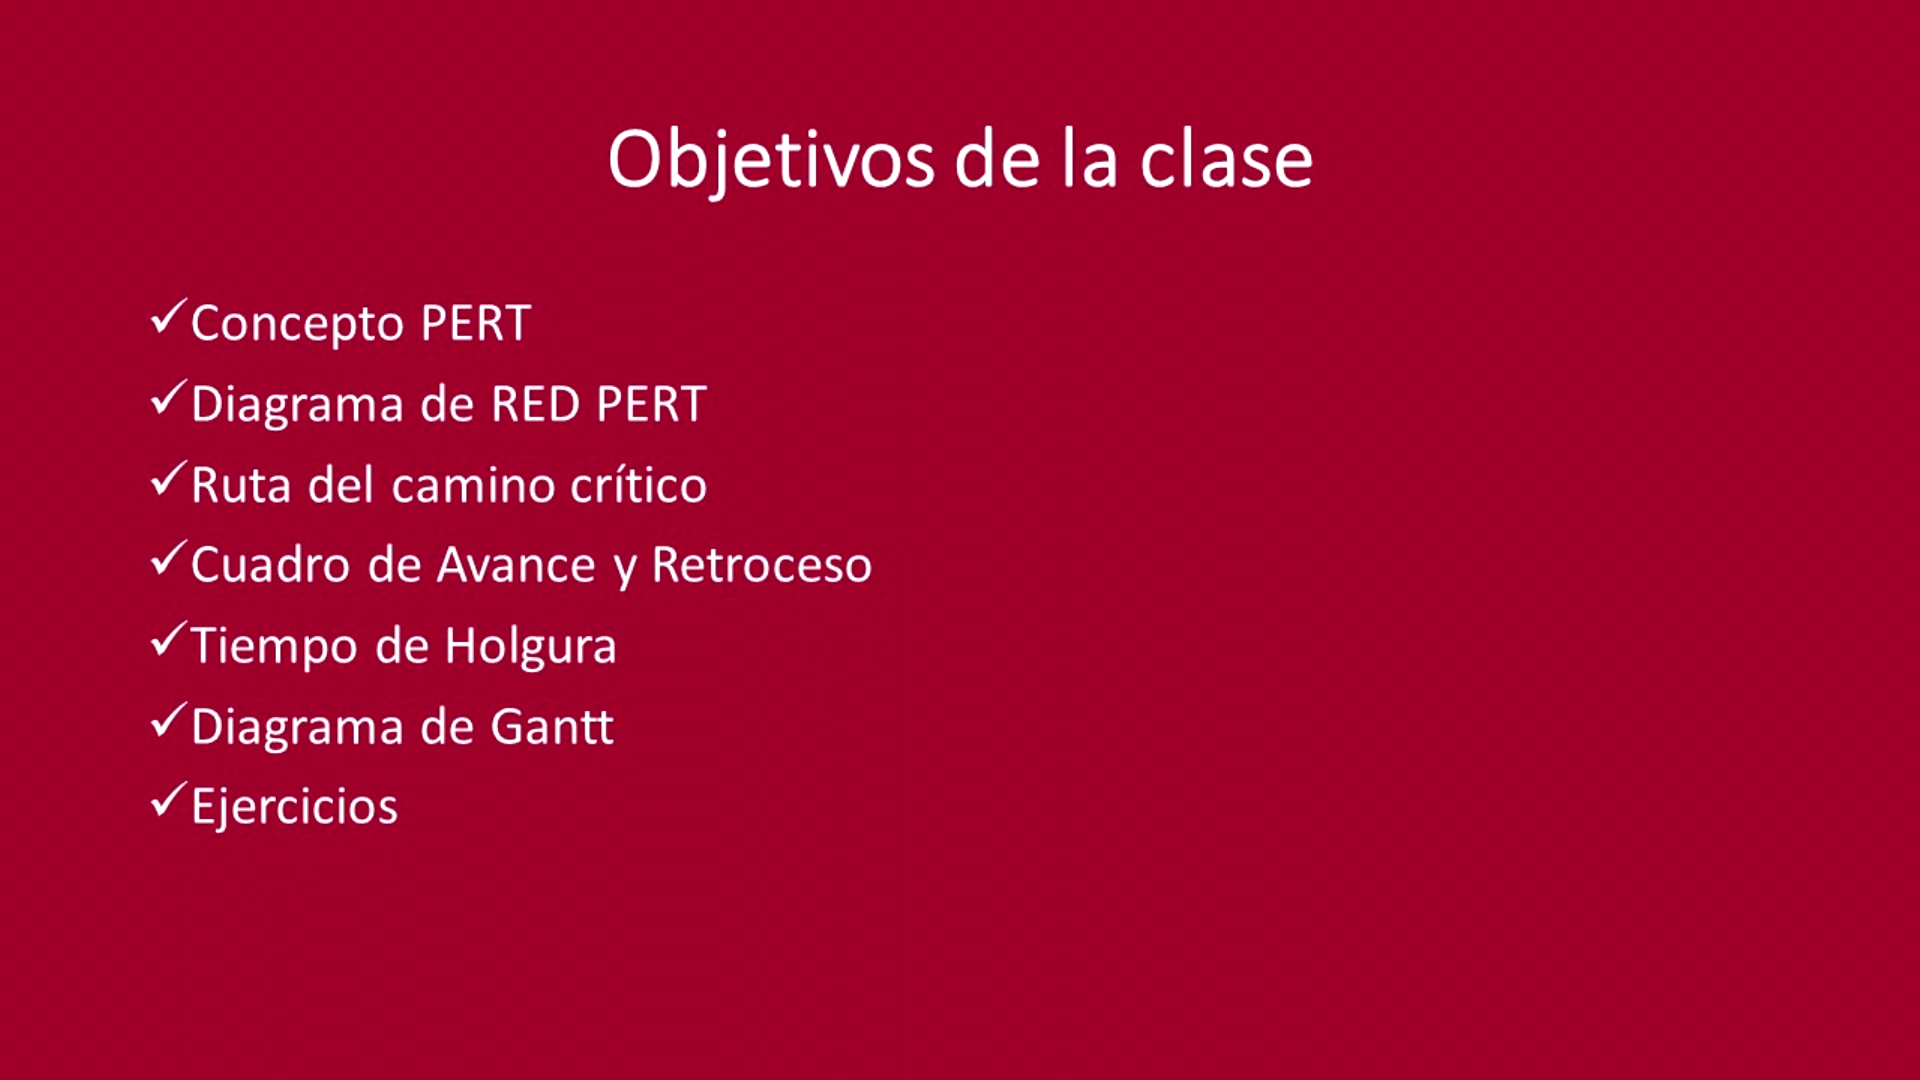 Objetivos de la clase
✓Concepto PERT
✓Diagrama de RED PERT
✓Ruta del camino crítico
✓Cuadro de Avance y Retroceso
✓Tiempo de Holgura
✓Diagrama de Gantt
✓Ejercicios